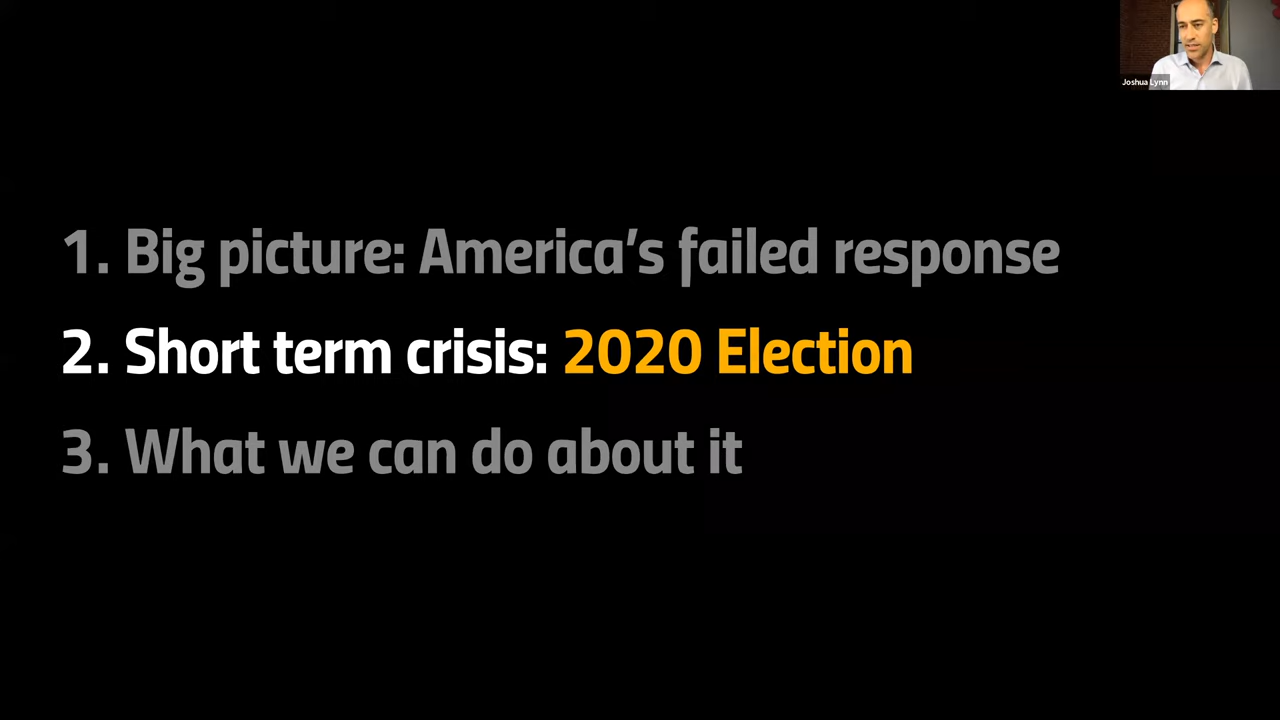 Joshua Lynn
1. Big picture: America’s failed response
2. Short term crisis: 2020 Election
3. What we can do about it